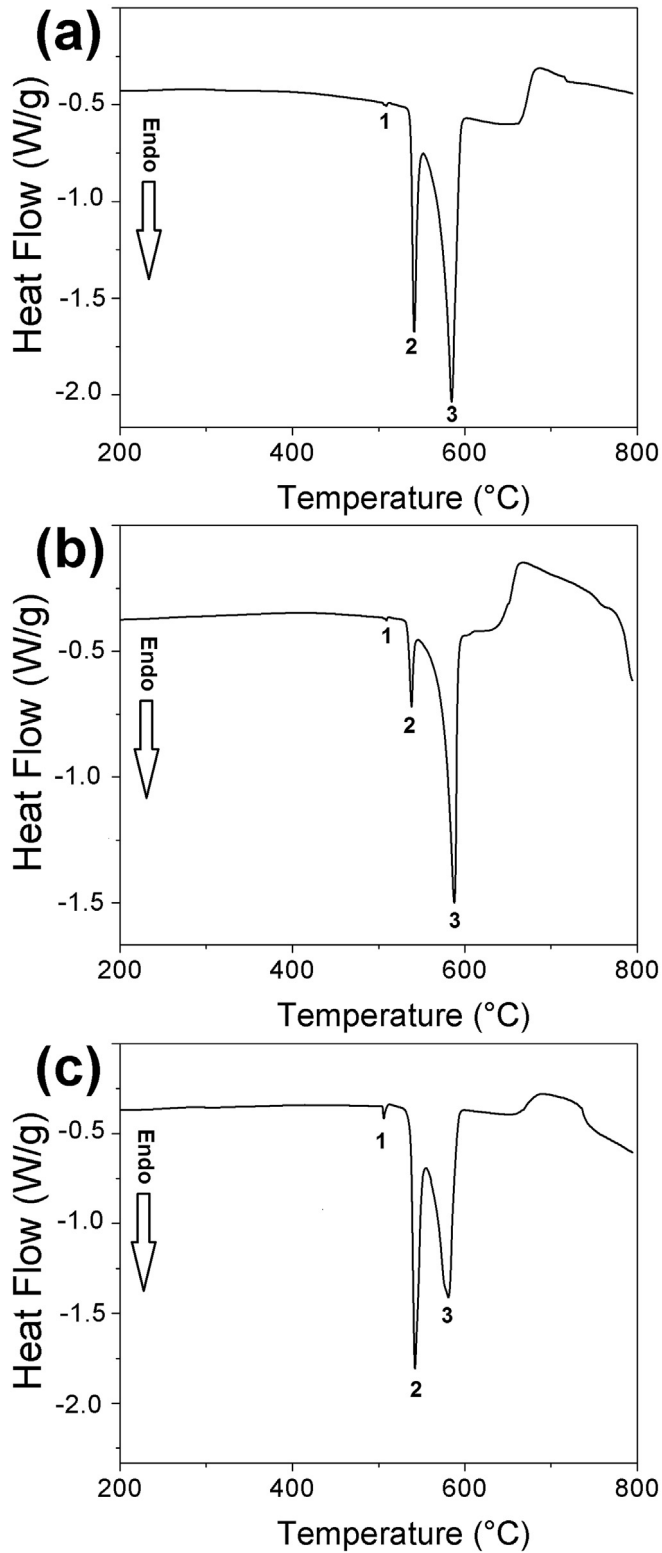 (a)
-0.5
-1.0
-1.5
-2.0
Heat Flow (W/g)
Endo
1
2
3
200 400 600 800
Temperature (°C)
(b)
-0.5
-1.0
-1.5
Heat Flow (W/g)
Endo
1
2
3
200 400 600 800
Temperature (°C)
(c)
-0.5
-1.0
-1.5
-2.0
Heat Flow (W/g)
Endo
1
2
3
200 400 600 800
Temperature (°C)